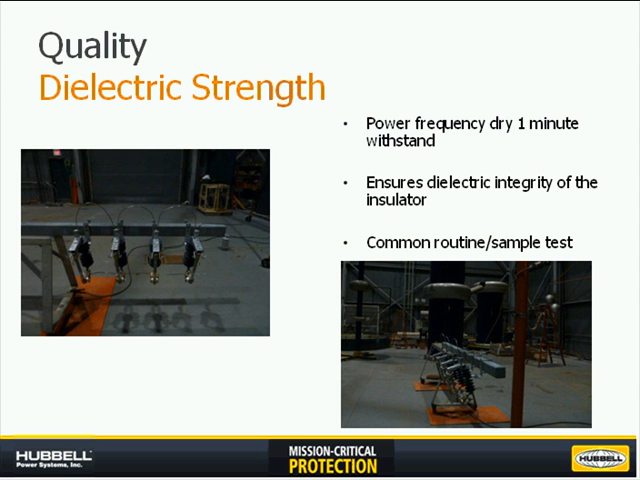 Quality
Dielectric Strength
• Power frequency dry 1 minute
withstand
• Ensures dielectric integrity of the
insulator
• Common routine/sample test
HUBBELL
Power Systems, Inc.
MISSION-CRITICAL
PROTECTION
HUBBELL